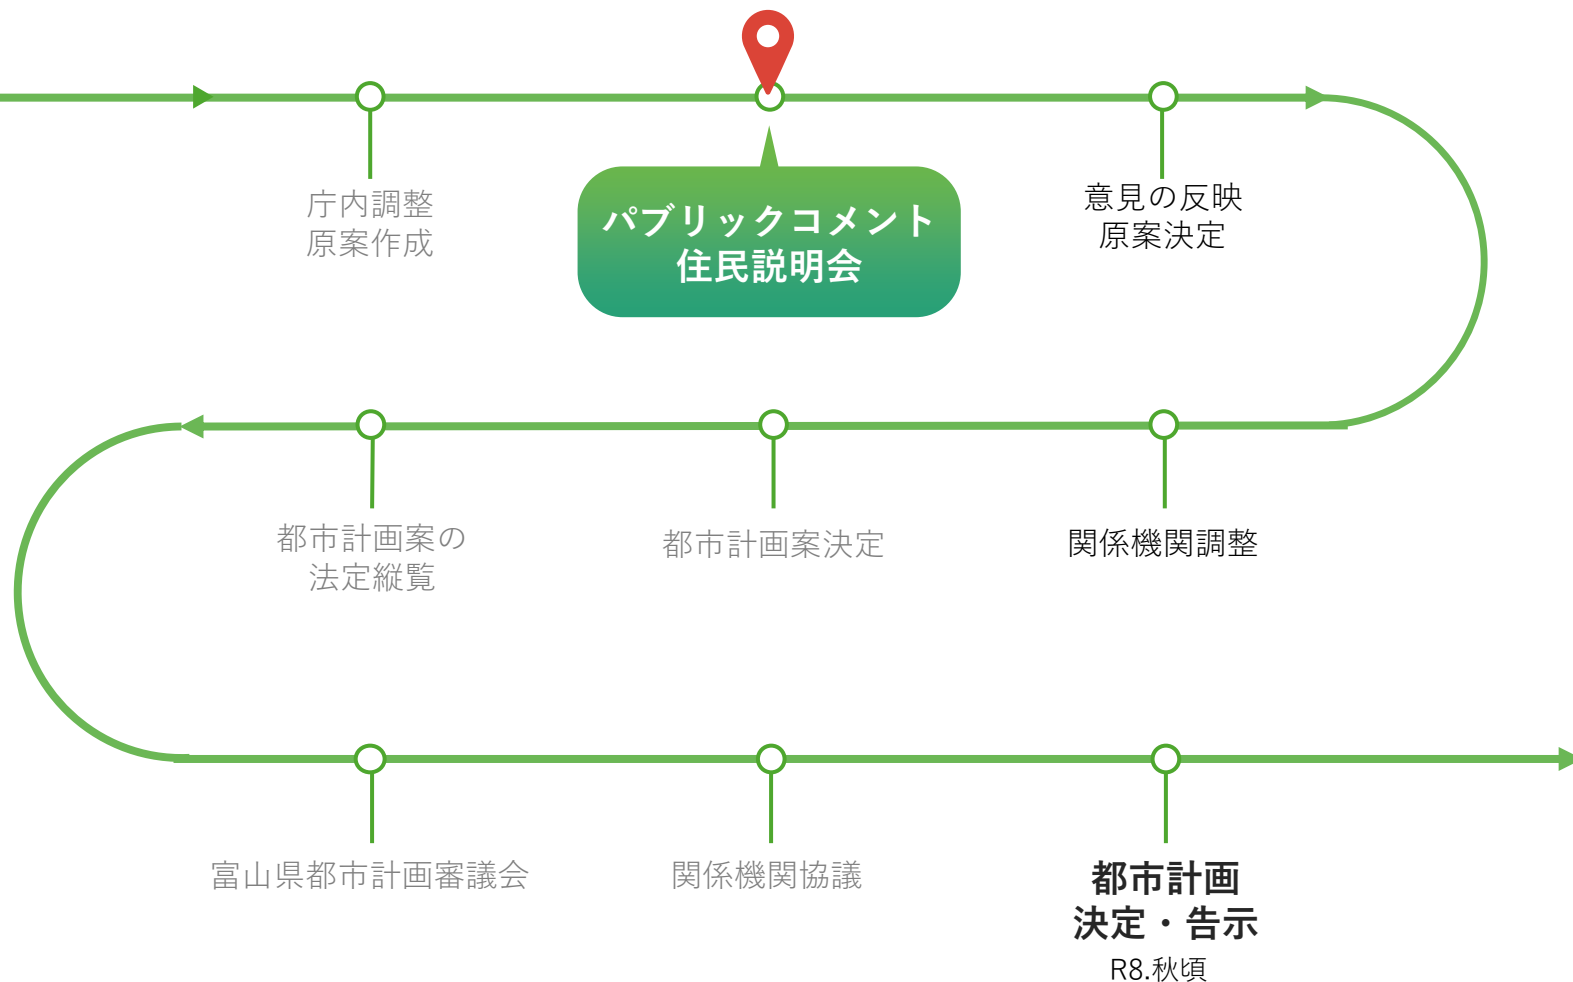 庁内調整
原案作成
パブリックコメント
住民説明会
意見の反映
原案決定
関係機関調整
都市計画案決定
都市計画案の
法定縦覧
富山県都市計画審議会
関係機関協議
都市計画
決定・告示
R8.秋頃